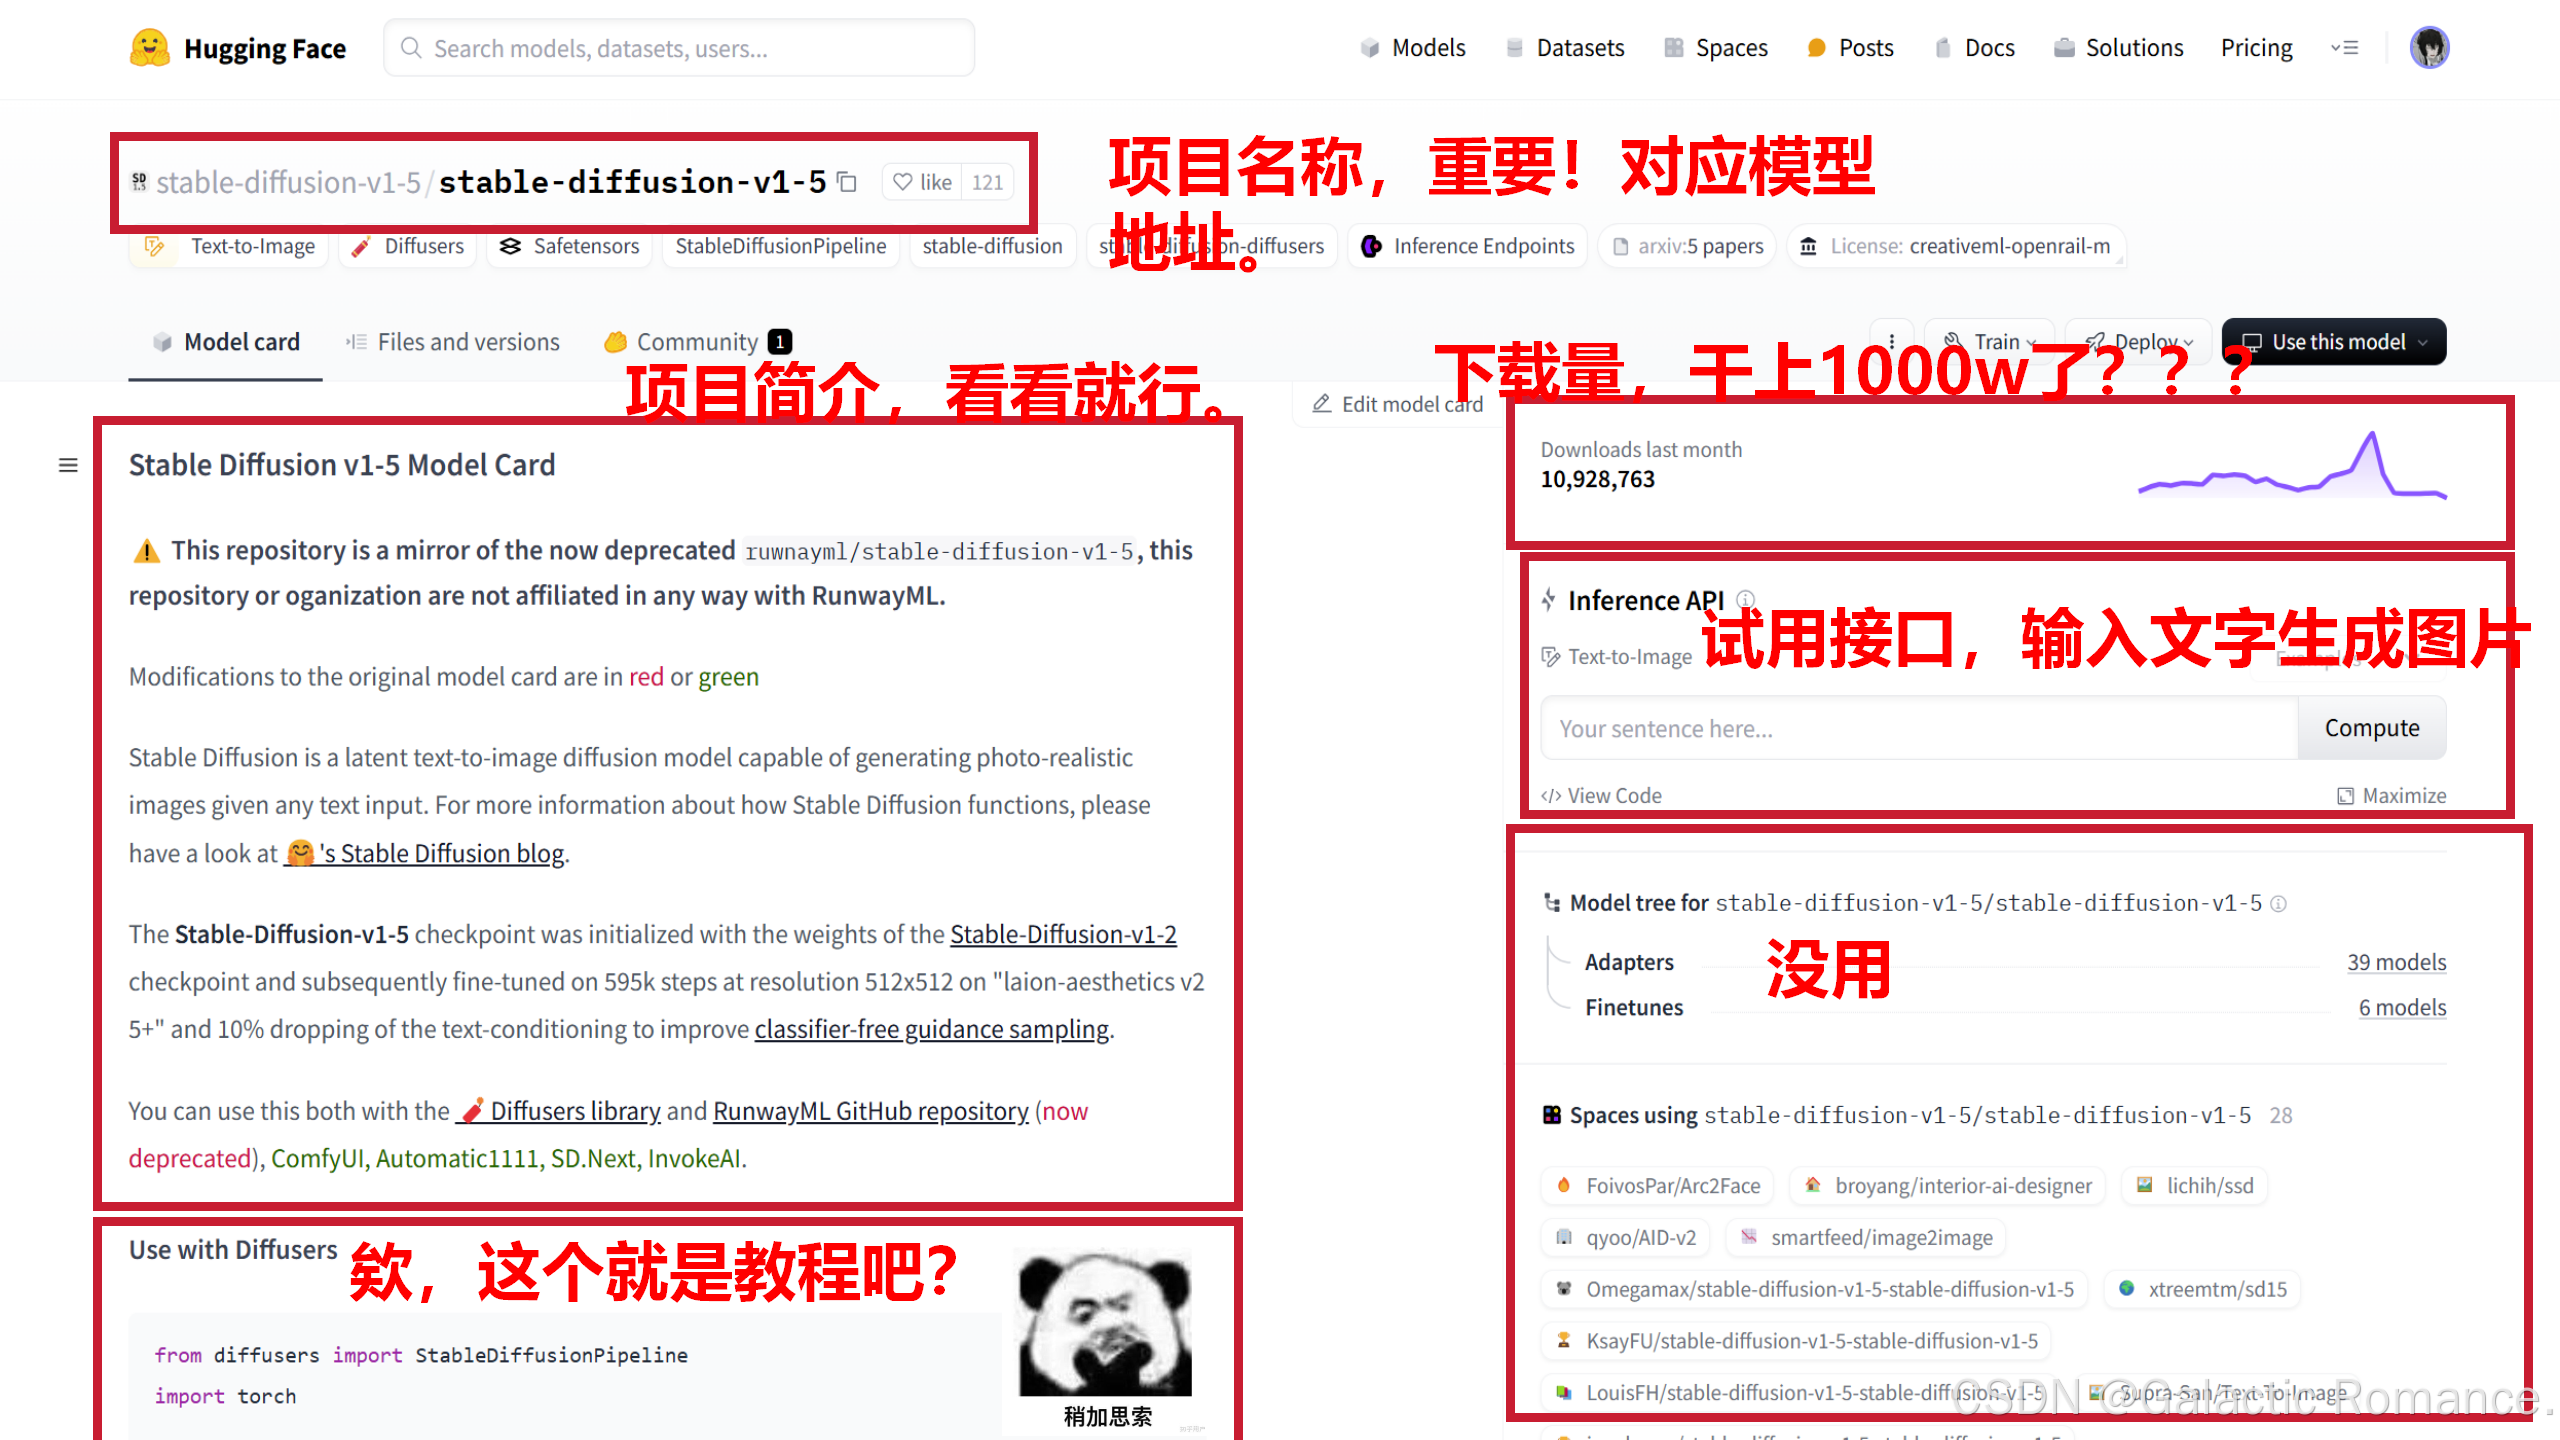 Hugging Face
Search models, datasets, users...
Models
Datasets
Spaces
Posts
Docs
Solutions
Pricing
SD 1.5 stable-diffusion-v1-5/stable-diffusion-v1-5
like 121
项目名称，重要！对应模型
地址。
Text-to-Image
Diffusers
Safetensors
StableDiffusionPipeline
stable-diffusion
stable-diffusion-diffusers
Inference Endpoints
arxiv:5 papers
License: creativeml-openrail-m
Model card
Files and versions
Community 1
Train
Deploy
Use this model
项目简介，看看就行。
下载量，干上1000w了？？？
Edit model card
Stable Diffusion v1-5 Model Card
This repository is a mirror of the now deprecated ruwnayml/stable-diffusion-v1-5, this
repository or oganization are not affiliated in any way with RunwayML.
Modifications to the original model card are in red or green
Stable Diffusion is a latent text-to-image diffusion model capable of generating photo-realistic
images given any text input. For more information about how Stable Diffusion functions, please
have a look at 🤗's Stable Diffusion blog.
The Stable-Diffusion-v1-5 checkpoint was initialized with the weights of the Stable-Diffusion-v1-2
checkpoint and subsequently fine-tuned on 595k steps at resolution 512x512 on "laion-aesthetics v2
5+" and 10% dropping of the text-conditioning to improve classifier-free guidance sampling.
You can use this both with the 🧨Diffusers library and RunwayML GitHub repository (now
deprecated), ComfyUI, Automatic1111, SD.Next, InvokeAI.
Use with Diffusers
欸，这个就是教程吧？
from diffusers import StableDiffusionPipeline
import torch
稍加思索
Downloads last month
10,928,763
Inference API
试用接口，输入文字生成图片
Text-to-Image
Examples
Your sentence here...
Compute
</> View Code
Maximize
Model tree for stable-diffusion-v1-5/stable-diffusion-v1-5
没用
Adapters
39 models
Finetunes
6 models
Spaces using stable-diffusion-v1-5/stable-diffusion-v1-5 28
FoivosPar/Arc2Face
broyang/interior-ai-designer
lichih/ssd
qyoo/AID-v2
smartfeed/image2image
Omegamax/stable-diffusion-v1-5-stable-diffusion-v1-5
xtreemtm/sd15
KsayFU/stable-diffusion-v1-5-stable-diffusion-v1-5
LouisFH/stable-diffusion-v1-5-stable-diffusion-v1-5
Supra-San/Text-To-Image
CSDN @Galactic Romance.